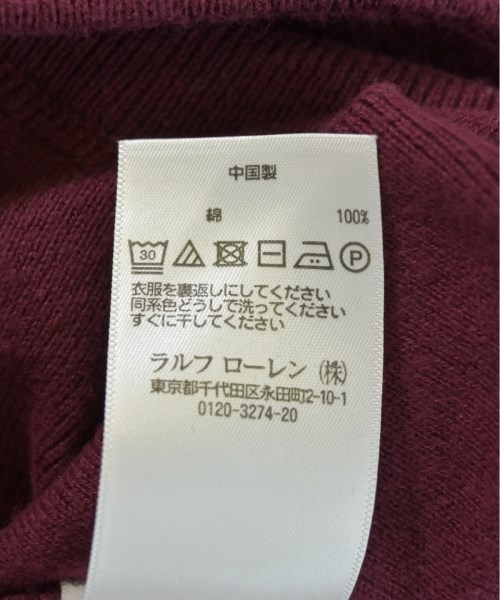 中国製
綿 100%
30 P
衣服を裏返しにしてください
同系色どうしで洗ってください
すぐに干してください
ラルフ ローレン (株)
東京都千代田区永田町2-10-1
0120-3274-20